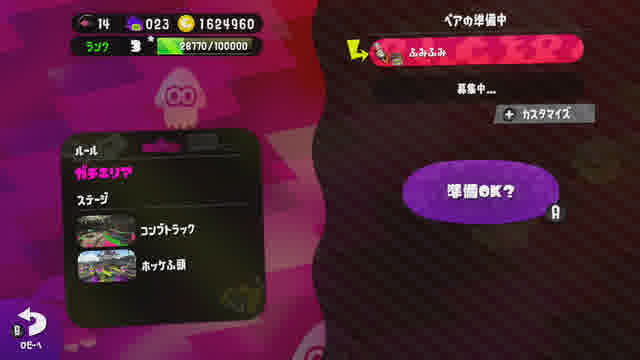 14 023 1624960
ランク 3 28770/100000
ペアの準備中
ふみふみ
募集中...
+ カスタマイズ
ルール
ガチエリア
ステージ
コンブトラック
ホッケふ頭
準備OK?
A
B
ロビーへ